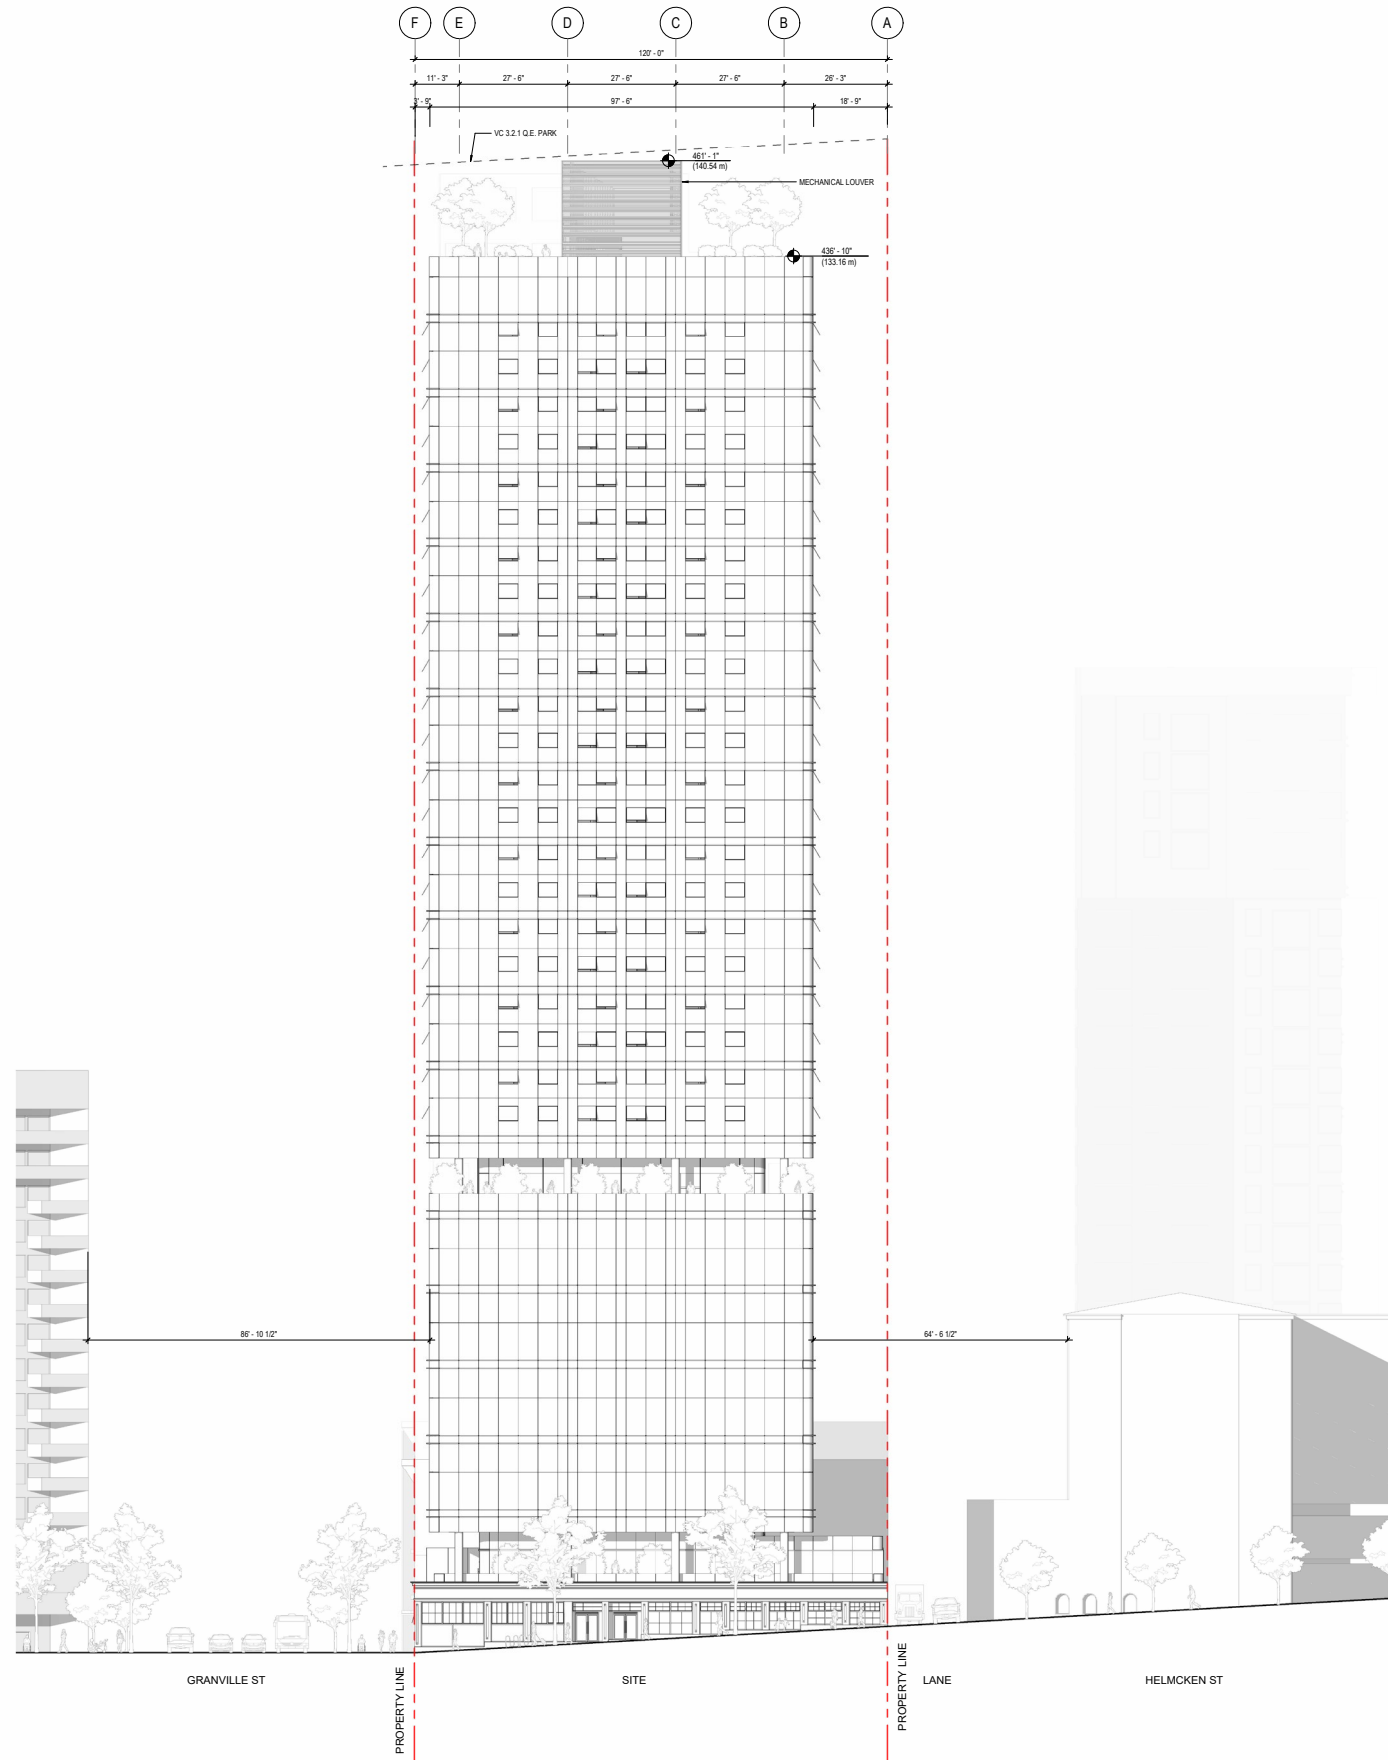 F E D C B A
120' - 0"
11' - 3" 27' - 6" 27' - 6" 27' - 6" 26' - 3"
3' - 9" 97' - 6" 18' - 9"
VC 3.2.1 Q.E. PARK
461' - 1"
(140.54 m)
MECHANICAL LOUVER
436' - 10"
(133.16 m)
86' - 10 1/2" 64' - 6 1/2"
GRANVILLE ST
PROPERTY LINE
SITE
PROPERTY LINE
LANE
HELMCKEN ST